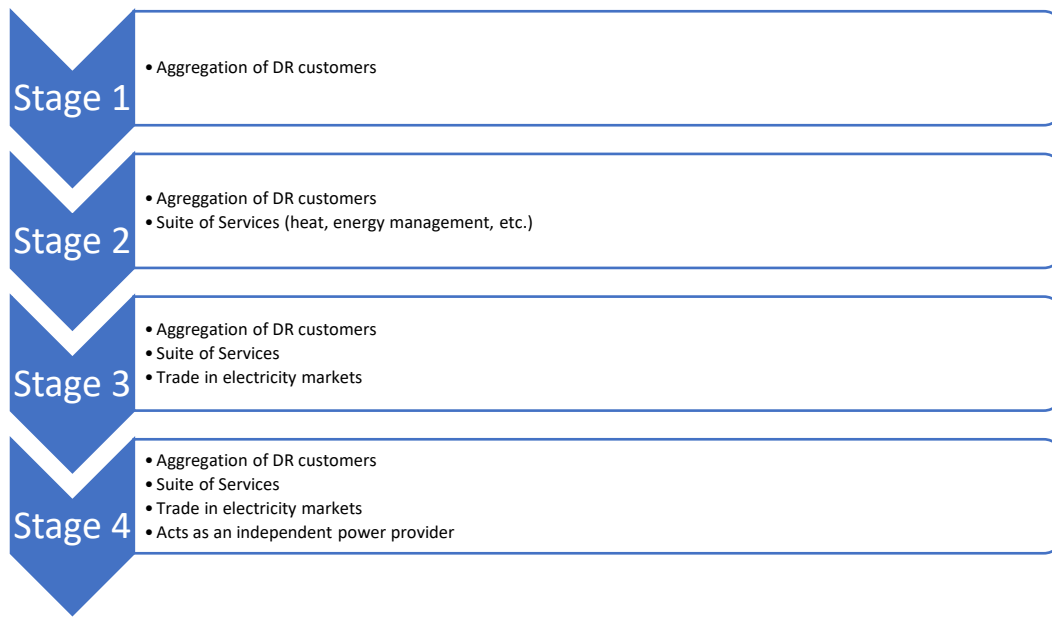 Stage 1
• Aggregation of DR customers
Stage 2
• Agreggation of DR customers
• Suite of Services (heat, energy management, etc.)
Stage 3
• Aggregation of DR customers
• Suite of Services
• Trade in electricity markets
Stage 4
• Aggregation of DR customers
• Suite of Services
• Trade in electricity markets
• Acts as an independent power provider